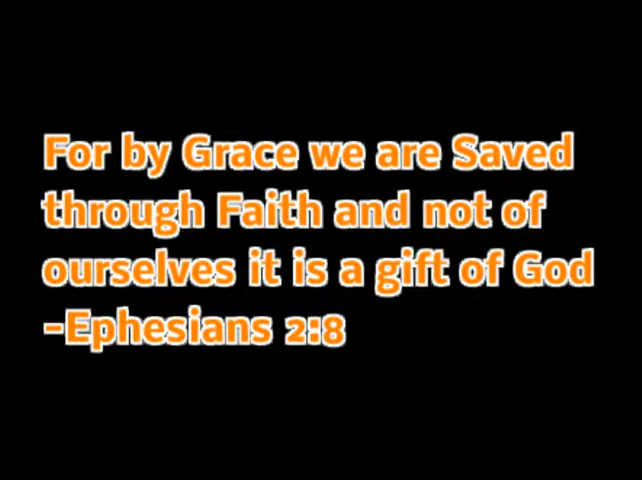 For by Grace we are Saved
through Faith and not of
ourselves it is a gift of God
-Ephesians 2:8